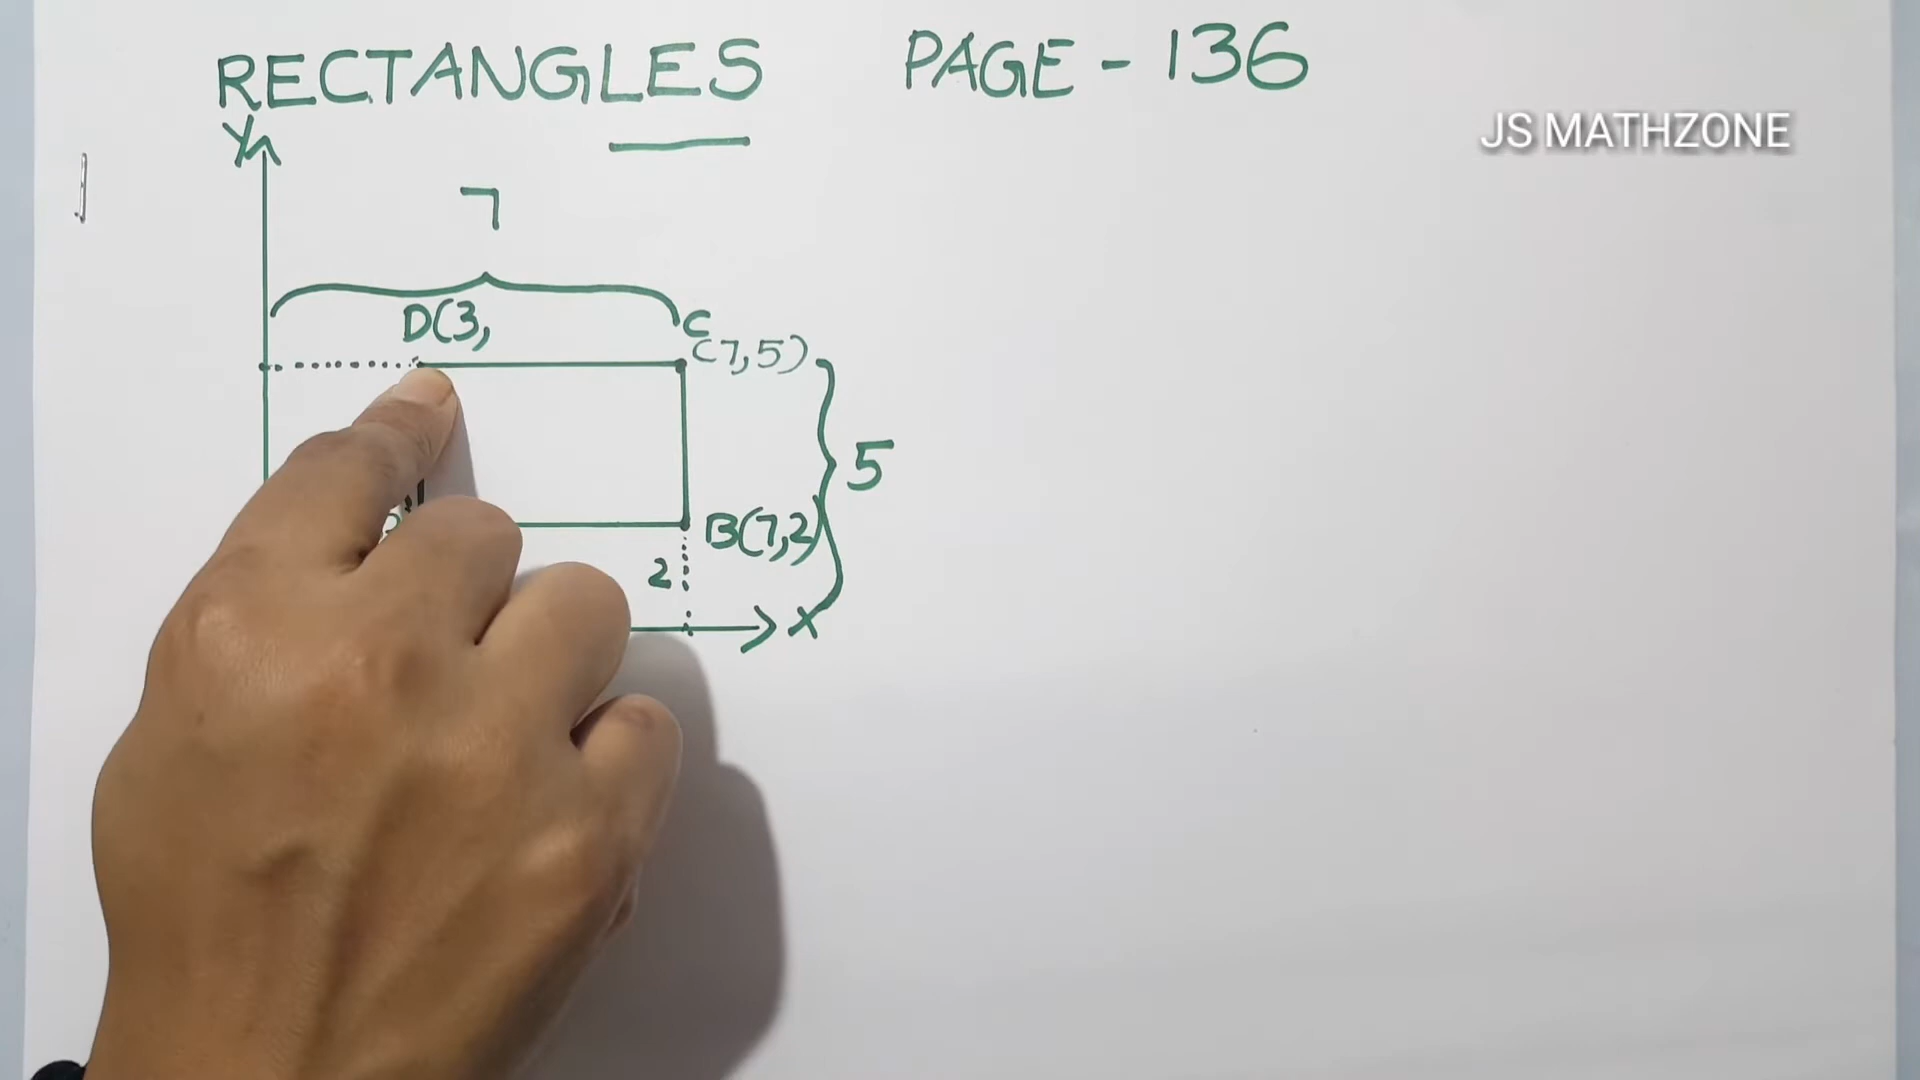 RECTANGLES PAGE - 136
JS MATHZONE
Y
7
D(3,
C
(7,5)
5
B(7,2)
2
X